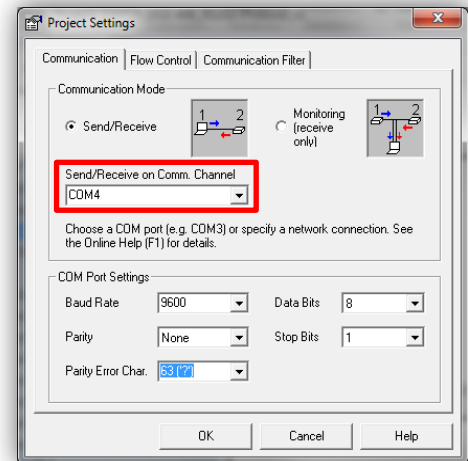 Project Settings
Communication
Flow Control
Communication Filter
Communication Mode
Send/Receive
1 2
Monitoring
(receive
only)
1 2
Send/Receive on Comm. Channel
COM4
Choose a COM port (e.g. COM3) or specify a network connection. See
the Online Help (F1) for details.
COM Port Settings
Baud Rate 9600 Data Bits 8
Parity None Stop Bits 1
Parity Error Char. 63 ('?')
OK Cancel Help